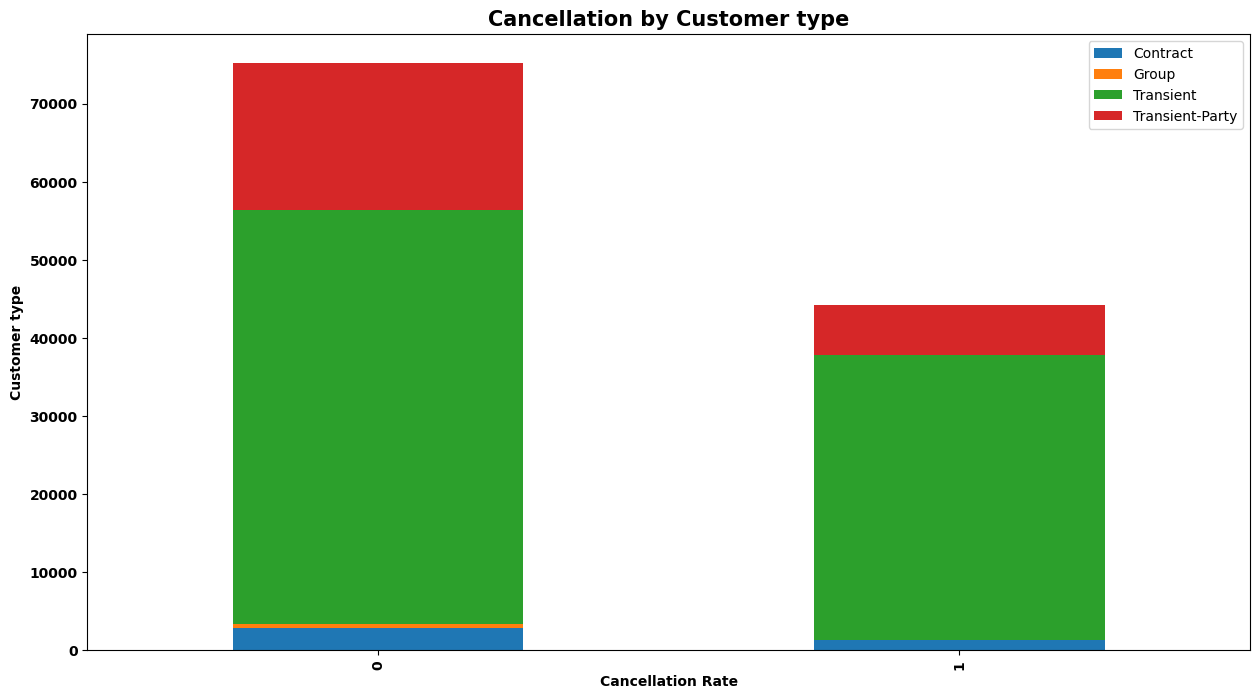 Cancellation by Customer type
Contract
Group
Transient
Transient-Party
70000
60000
50000
40000
30000
20000
10000
0
Customer type
0
1
Cancellation Rate